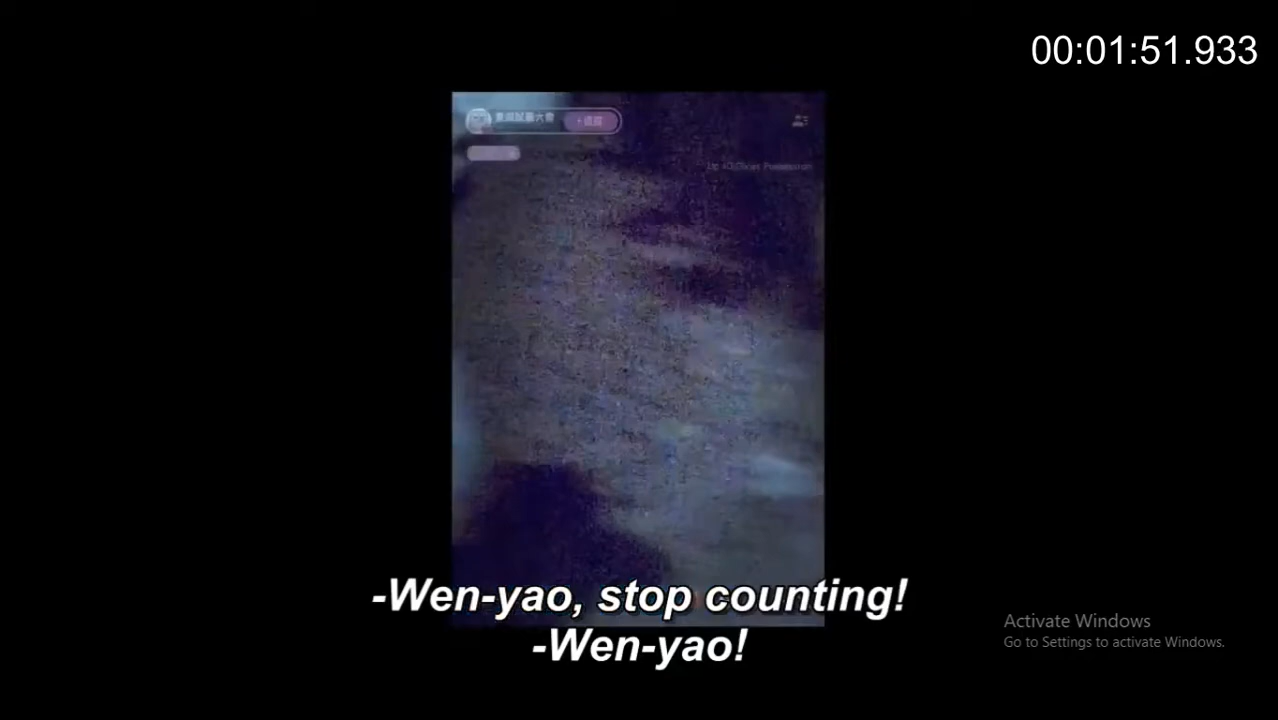 00:01:51.933
-Wen-yao, stop counting!
-Wen-yao!
Activate Windows
Go to Settings to activate Windows.